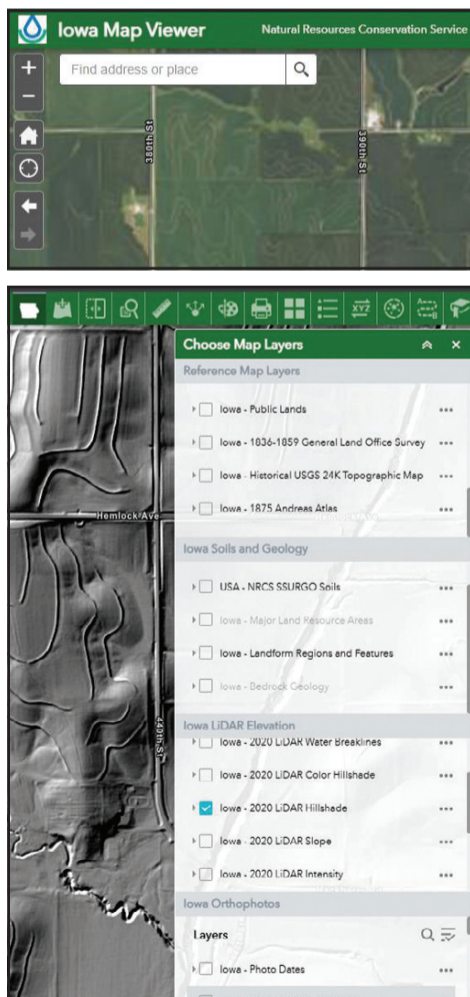 Iowa Map Viewer
Natural Resources Conservation Service
Find address or place
380th St
390th St
XYZ
Choose Map Layers
Reference Map Layers
Iowa - Public Lands
Iowa - 1836-1859 General Land Office Survey
Iowa - Historical USGS 24K Topographic Map
Iowa - 1875 Andreas Atlas
Hemlock Ave
Iowa Soils and Geology
USA - NRCS SSURGO Soils
Iowa - Major Land Resource Areas
Iowa - Landform Regions and Features
Iowa - Bedrock Geology
440th St
Iowa LiDAR Elevation
Iowa - 2020 LiDAR Water Breaklines
Iowa - 2020 LiDAR Color Hillshade
Iowa - 2020 LiDAR Hillshade
Iowa - 2020 LiDAR Slope
Iowa - 2020 LiDAR Intensity
Iowa Orthophotos
Layers
Iowa - Photo Dates